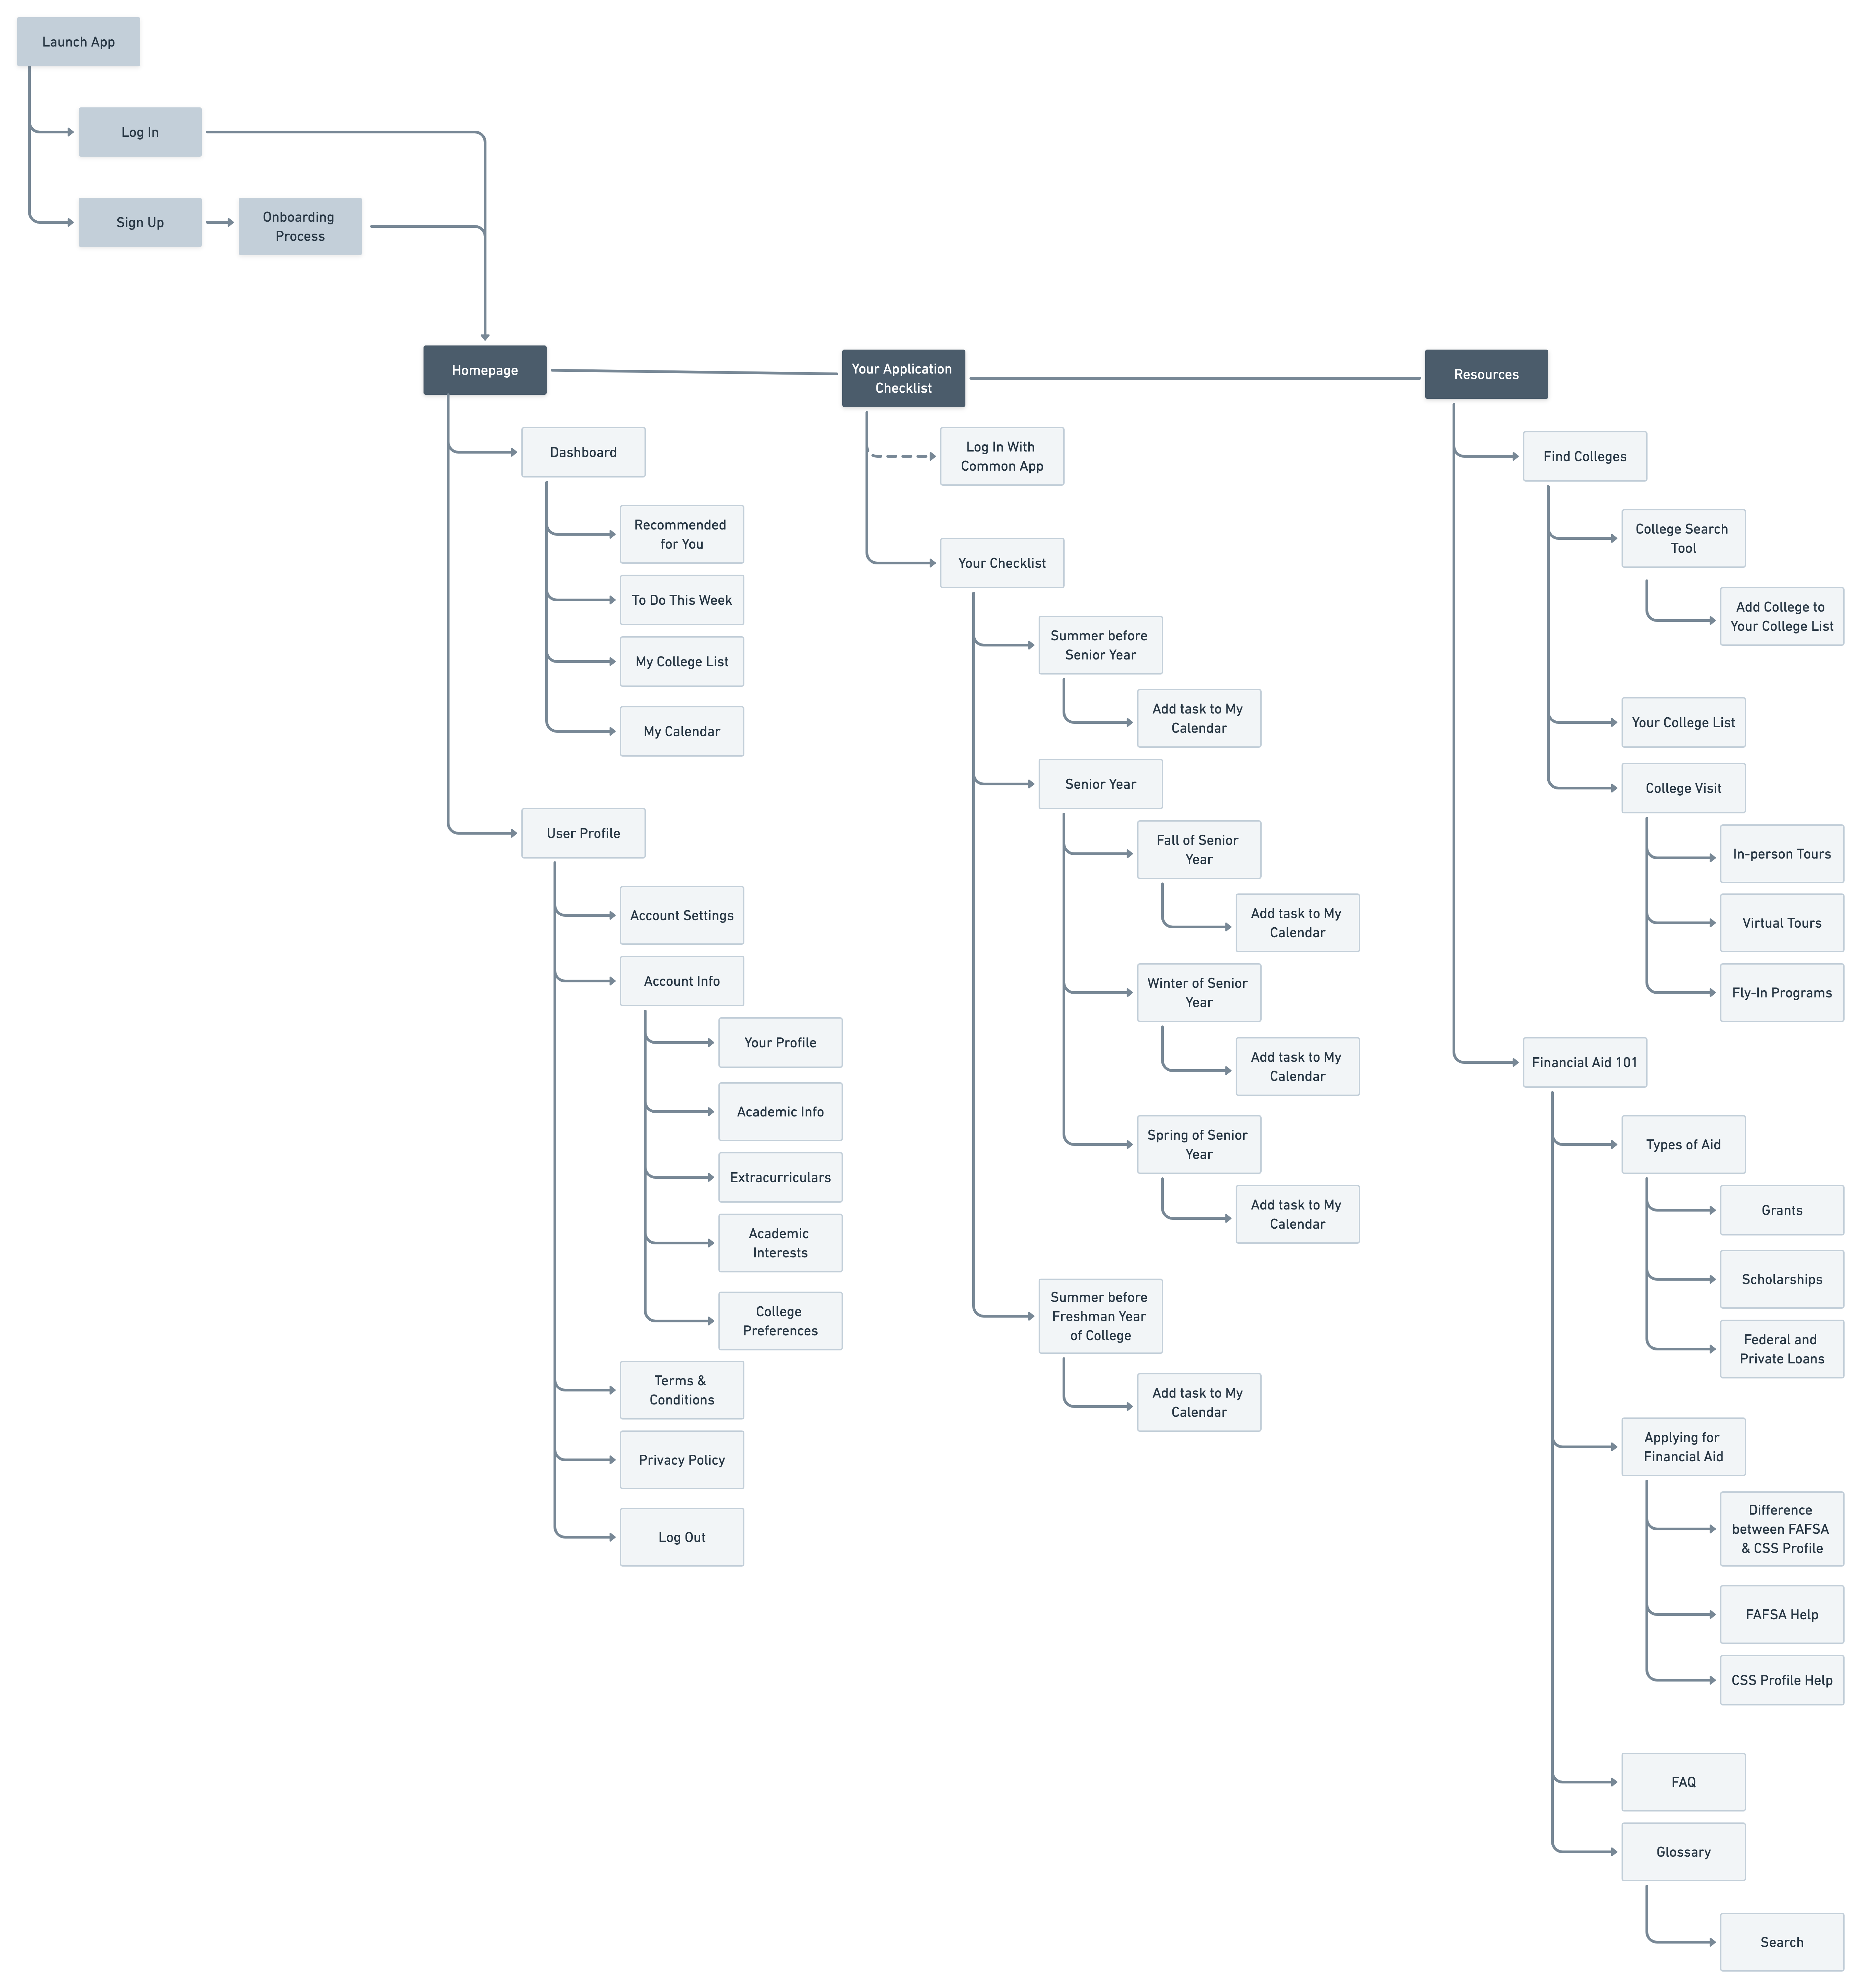 Launch App
Log In
Sign Up
Onboarding
Process
Homepage
Dashboard
Recommended
for You
To Do This Week
My College List
My Calendar
User Profile
Account Settings
Account Info
Your Profile
Academic Info
Extracurriculars
Academic
Interests
College
Preferences
Terms &
Conditions
Privacy Policy
Log Out
Your Application
Checklist
Log In With
Common App
Your Checklist
Summer before
Senior Year
Add task to My
Calendar
Senior Year
Fall of Senior
Year
Add task to My
Calendar
Winter of Senior
Year
Add task to My
Calendar
Spring of Senior
Year
Add task to My
Calendar
Summer before
Freshman Year
of College
Add task to My
Calendar
Resources
Find Colleges
College Search
Tool
Add College to
Your College List
Your College List
College Visit
In-person Tours
Virtual Tours
Fly-In Programs
Financial Aid 101
Types of Aid
Grants
Scholarships
Federal and
Private Loans
Applying for
Financial Aid
Difference
between FAFSA
& CSS Profile
FAFSA Help
CSS Profile Help
FAQ
Glossary
Search